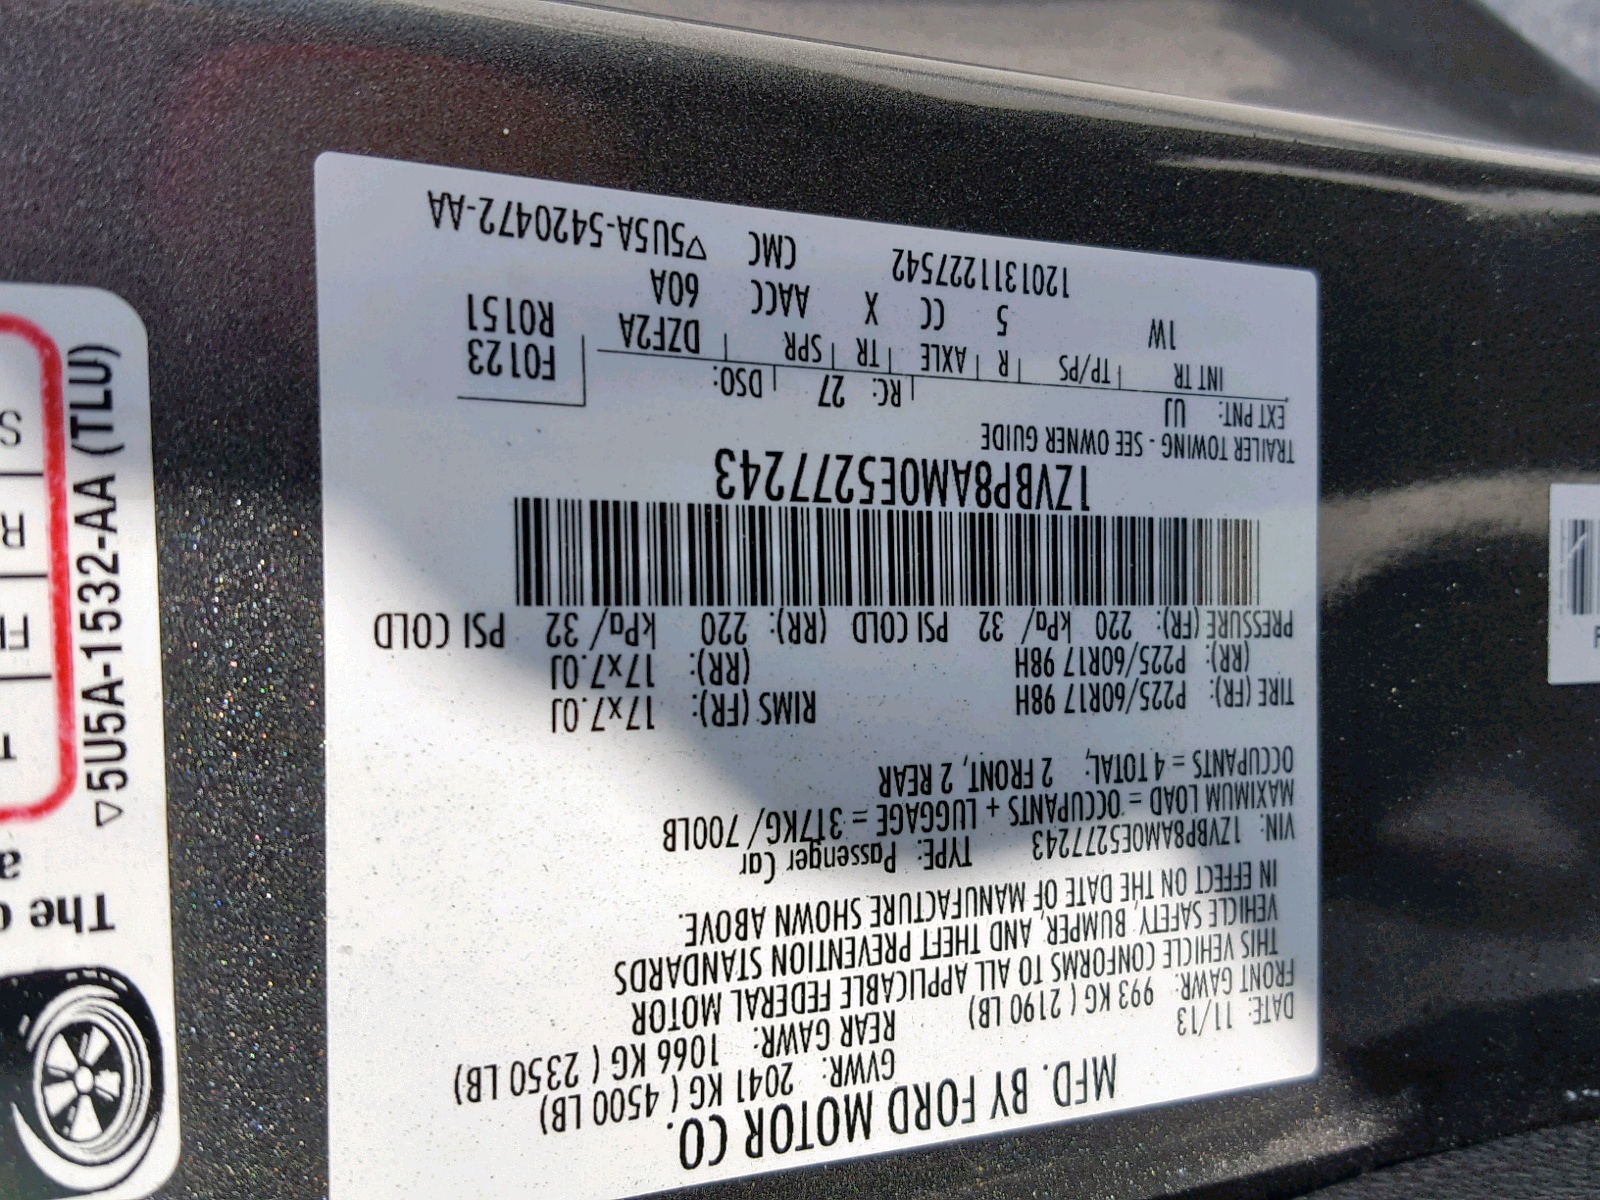 MFD. BY FORD MOTOR CO.
DATE: 11/13 GVWR: 2041 KG ( 4500 LB)
FRONT GAWR: 993 KG ( 2190 LB) REAR GAWR: 1066 KG ( 2350 LB)
THIS VEHICLE CONFORMS TO ALL APPLICABLE FEDERAL MOTOR
VEHICLE SAFETY, BUMPER, AND THEFT PREVENTION STANDARDS
IN EFFECT ON THE DATE OF MANUFACTURE SHOWN ABOVE.
VIN: 1ZVBP8AM0E5277243 TYPE: Passenger Car
MAXIMUM LOAD = OCCUPANTS + LUGGAGE = 317KG/700LB
OCCUPANTS = 4 TOTAL: 2 FRONT, 2 REAR
TIRE (FR): P225/60R17 98H RIMS (FR): 17x7.0J
(RR): P225/60R17 98H (RR): 17x7.0J
PRESSURE (FR): 220 kPa/ 32 PSI COLD (RR): 220 kPa/ 32 PSI COLD
1ZVBP8AM0E5277243
TRAILER TOWING - SEE OWNER GUIDE
EXT PNT: UJ RC: 27 DSO: F0123
INT TR TP/PS R AXLE TR SPR DZF2A R0151
1W 5 CC X AACC 60A
1201311227542 CMC ▽5U5A-5420472-AA
▽5U5A-1532-AA (TLU)
The